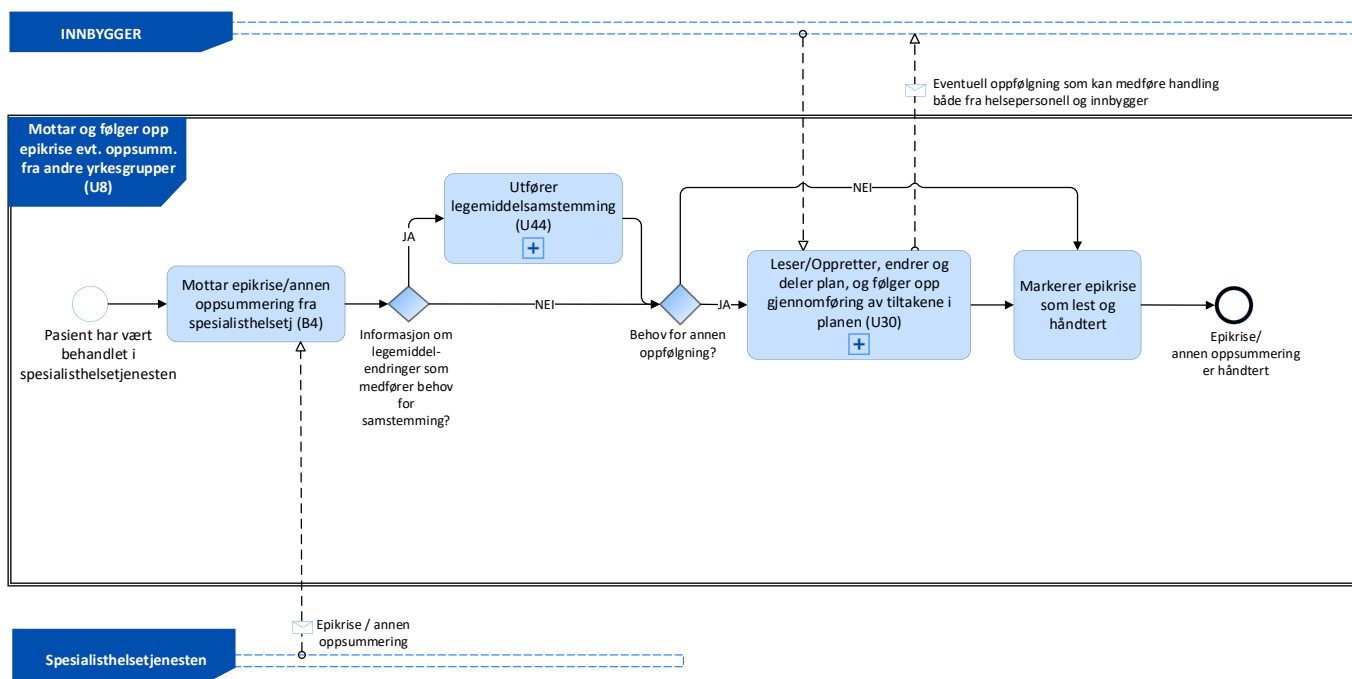 INNBYGGER
Eventuell oppfølgning som kan medføre handling
både fra helsepersonell og innbygger
Mottar og følger opp
epikrise evt. oppsumm.
fra andre yrkesgrupper
(U8)
Utfører
legemiddelsamstemming
(U44)
NEI
JA
Mottar epikrise/annen
oppsummering fra
spesialisthelsetj (B4)
NEI
JA
Leser/Oppretter, endrer og
deler plan, og følger opp
gjennomføring av tiltakene i
planen (U30)
Markerer epikrise
som lest og
håndtert
Pasient har vært
behandlet i
spesialisthelsetjenesten
Informasjon om
legemiddel-
endringer som
medfører behov
for
samstemming?
Behov for annen
oppfølgning?
Epikrise/
annen oppsummering
er håndtert
Epikrise / annen
oppsummering
Spesialisthelsetjenesten